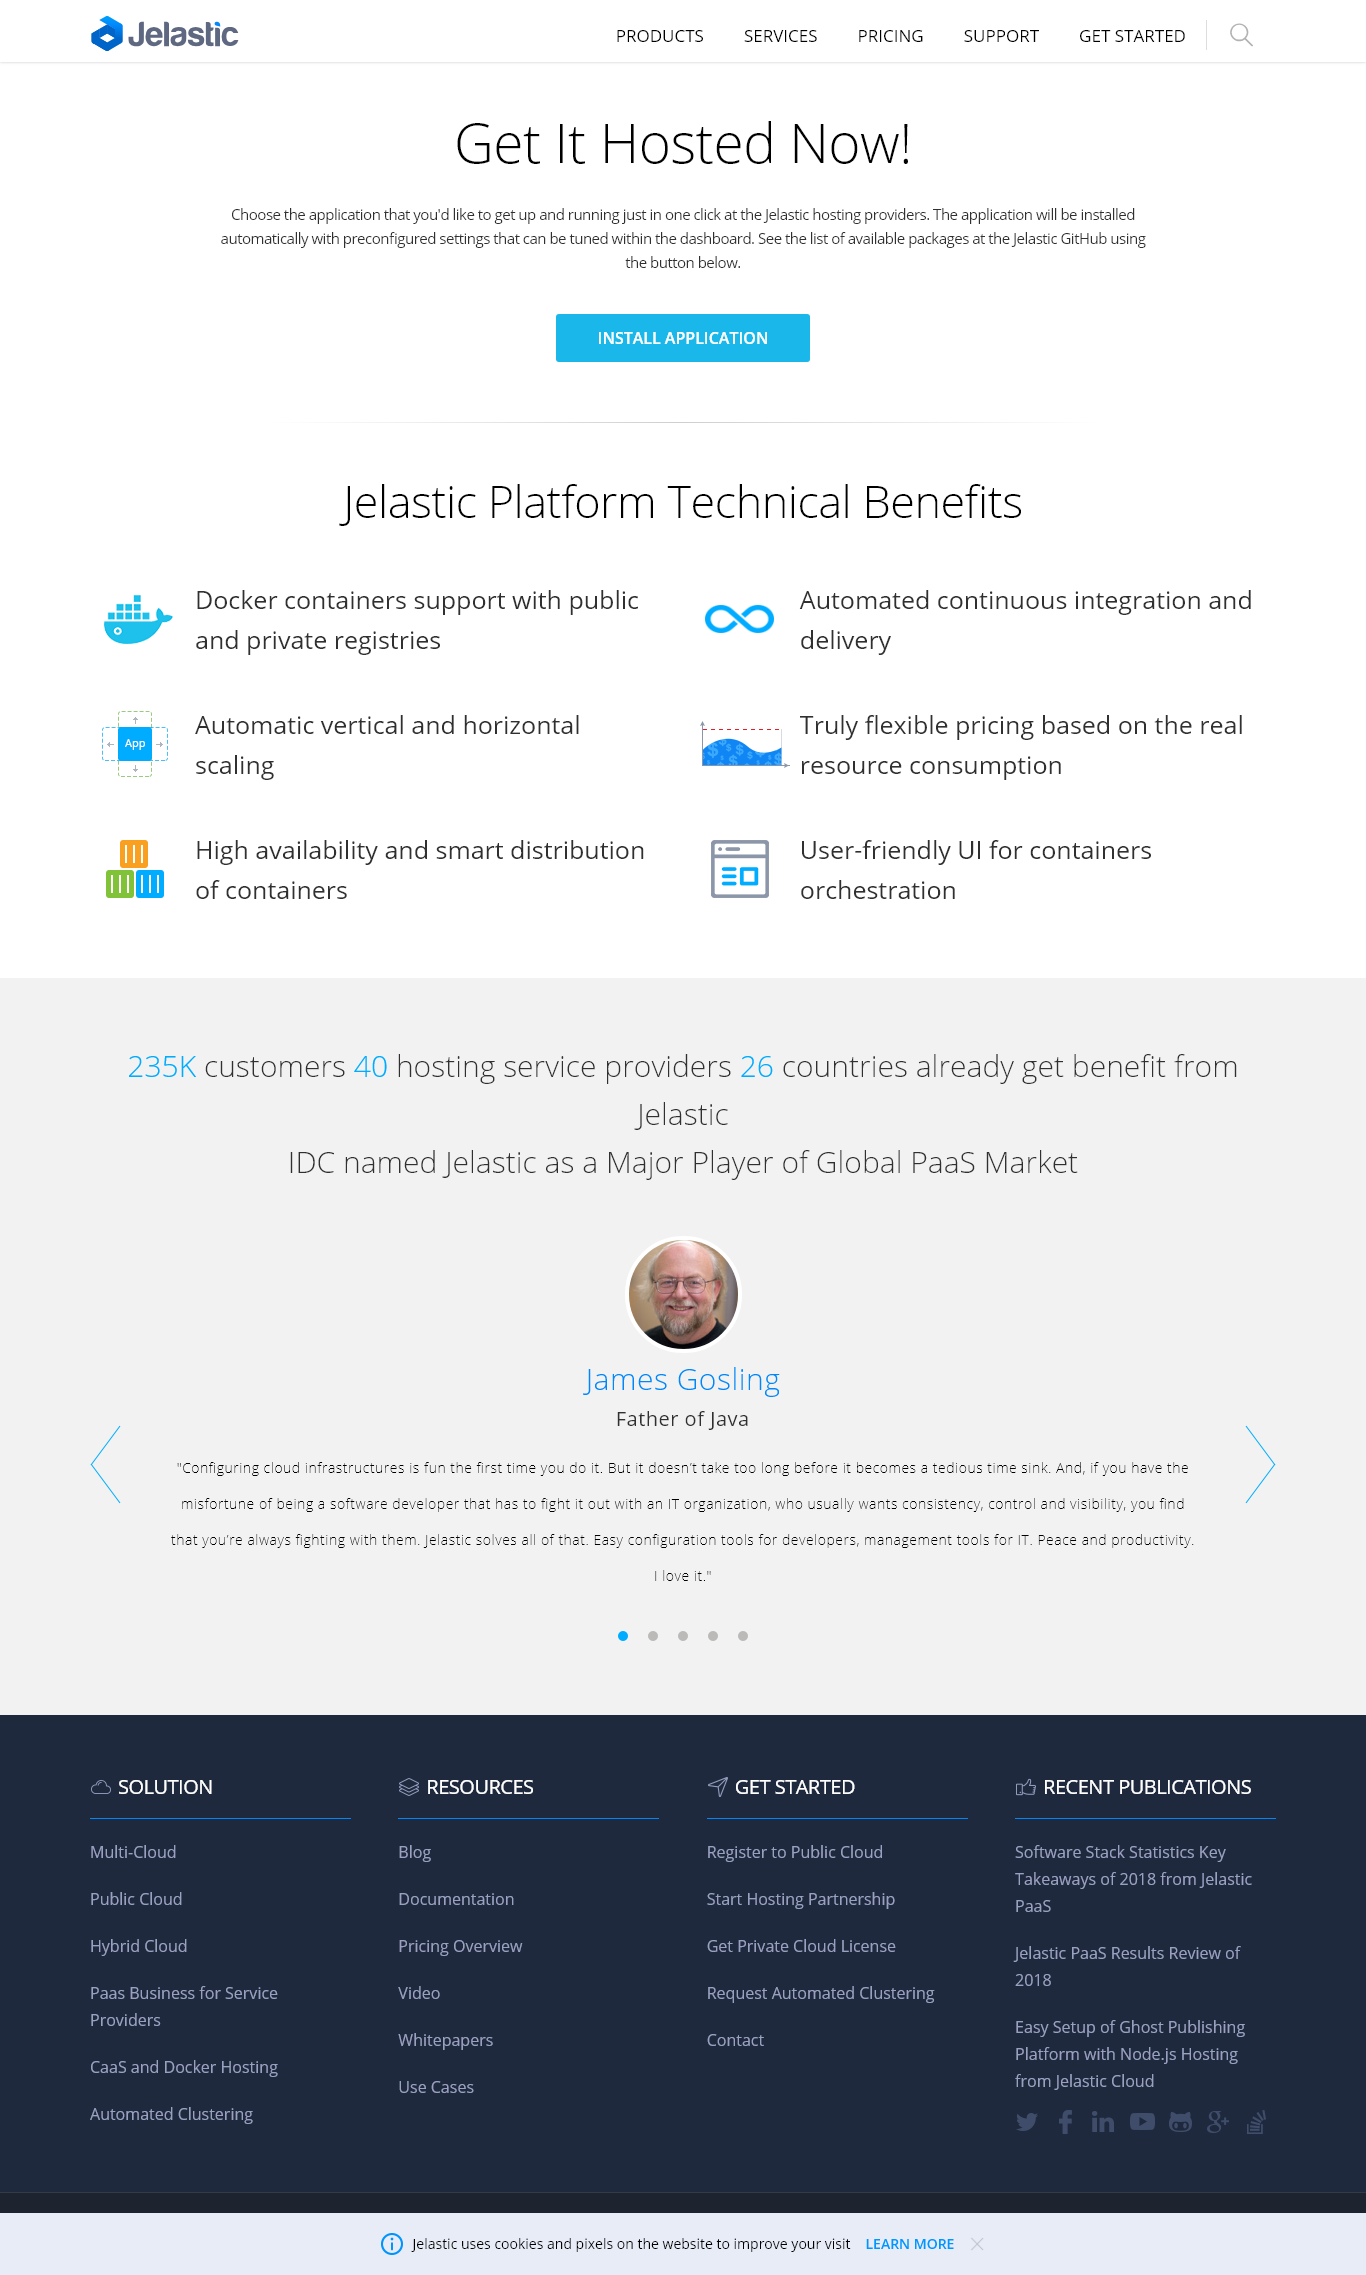 Jelastic
PRODUCTS SERVICES PRICING SUPPORT GET STARTED
Get It Hosted Now!
Choose the application that you'd like to get up and running just in one click at the Jelastic hosting providers. The application will be installed
automatically with preconfigured settings that can be tuned within the dashboard. See the list of available packages at the Jelastic GitHub using
the button below.
INSTALL APPLICATION
Jelastic Platform Technical Benefits
Docker containers support with public
and private registries
Automated continuous integration and
delivery
App
Automatic vertical and horizontal
scaling
Truly flexible pricing based on the real
resource consumption
High availability and smart distribution
of containers
User-friendly UI for containers
orchestration
235K customers 40 hosting service providers 26 countries already get benefit from
Jelastic
IDC named Jelastic as a Major Player of Global PaaS Market
James Gosling
Father of Java
"Configuring cloud infrastructures is fun the first time you do it. But it doesn't take too long before it becomes a tedious time sink. And, if you have the
misfortune of being a software developer that has to fight it out with an IT organization, who usually wants consistency, control and visibility, you find
that you're always fighting with them. Jelastic solves all of that. Easy configuration tools for developers, management tools for IT. Peace and productivity.
I love it."
SOLUTION
Multi-Cloud
Public Cloud
Hybrid Cloud
Paas Business for Service
Providers
CaaS and Docker Hosting
Automated Clustering
RESOURCES
Blog
Documentation
Pricing Overview
Video
Whitepapers
Use Cases
GET STARTED
Register to Public Cloud
Start Hosting Partnership
Get Private Cloud License
Request Automated Clustering
Contact
RECENT PUBLICATIONS
Software Stack Statistics Key
Takeaways of 2018 from Jelastic
PaaS
Jelastic PaaS Results Review of
2018
Easy Setup of Ghost Publishing
Platform with Node.js Hosting
from Jelastic Cloud
Jelastic uses cookies and pixels on the website to improve your visit LEARN MORE